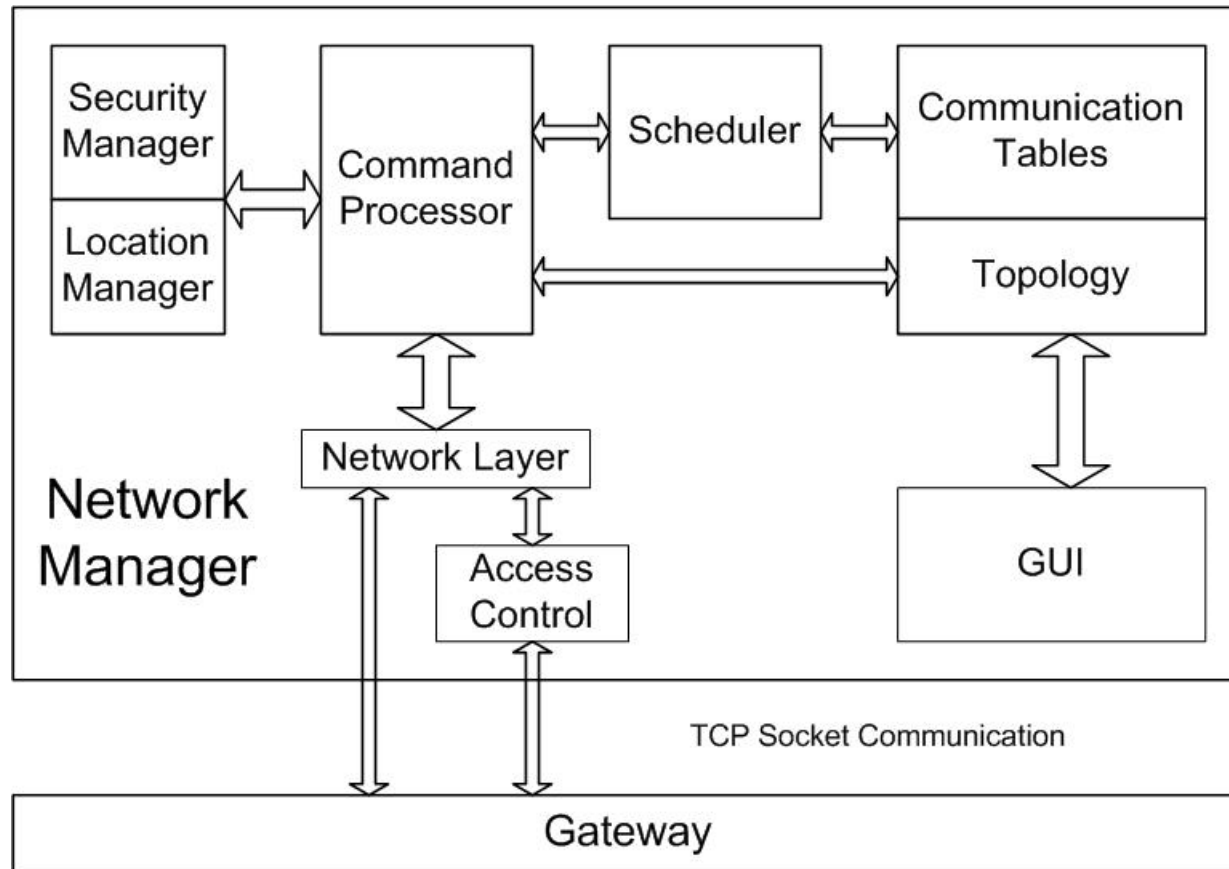 Security
Manager
Location
Manager
Command
Processor
Scheduler
Communication
Tables
Topology
Network Layer
Network
Manager
Access
Control
GUI
TCP Socket Communication
Gateway